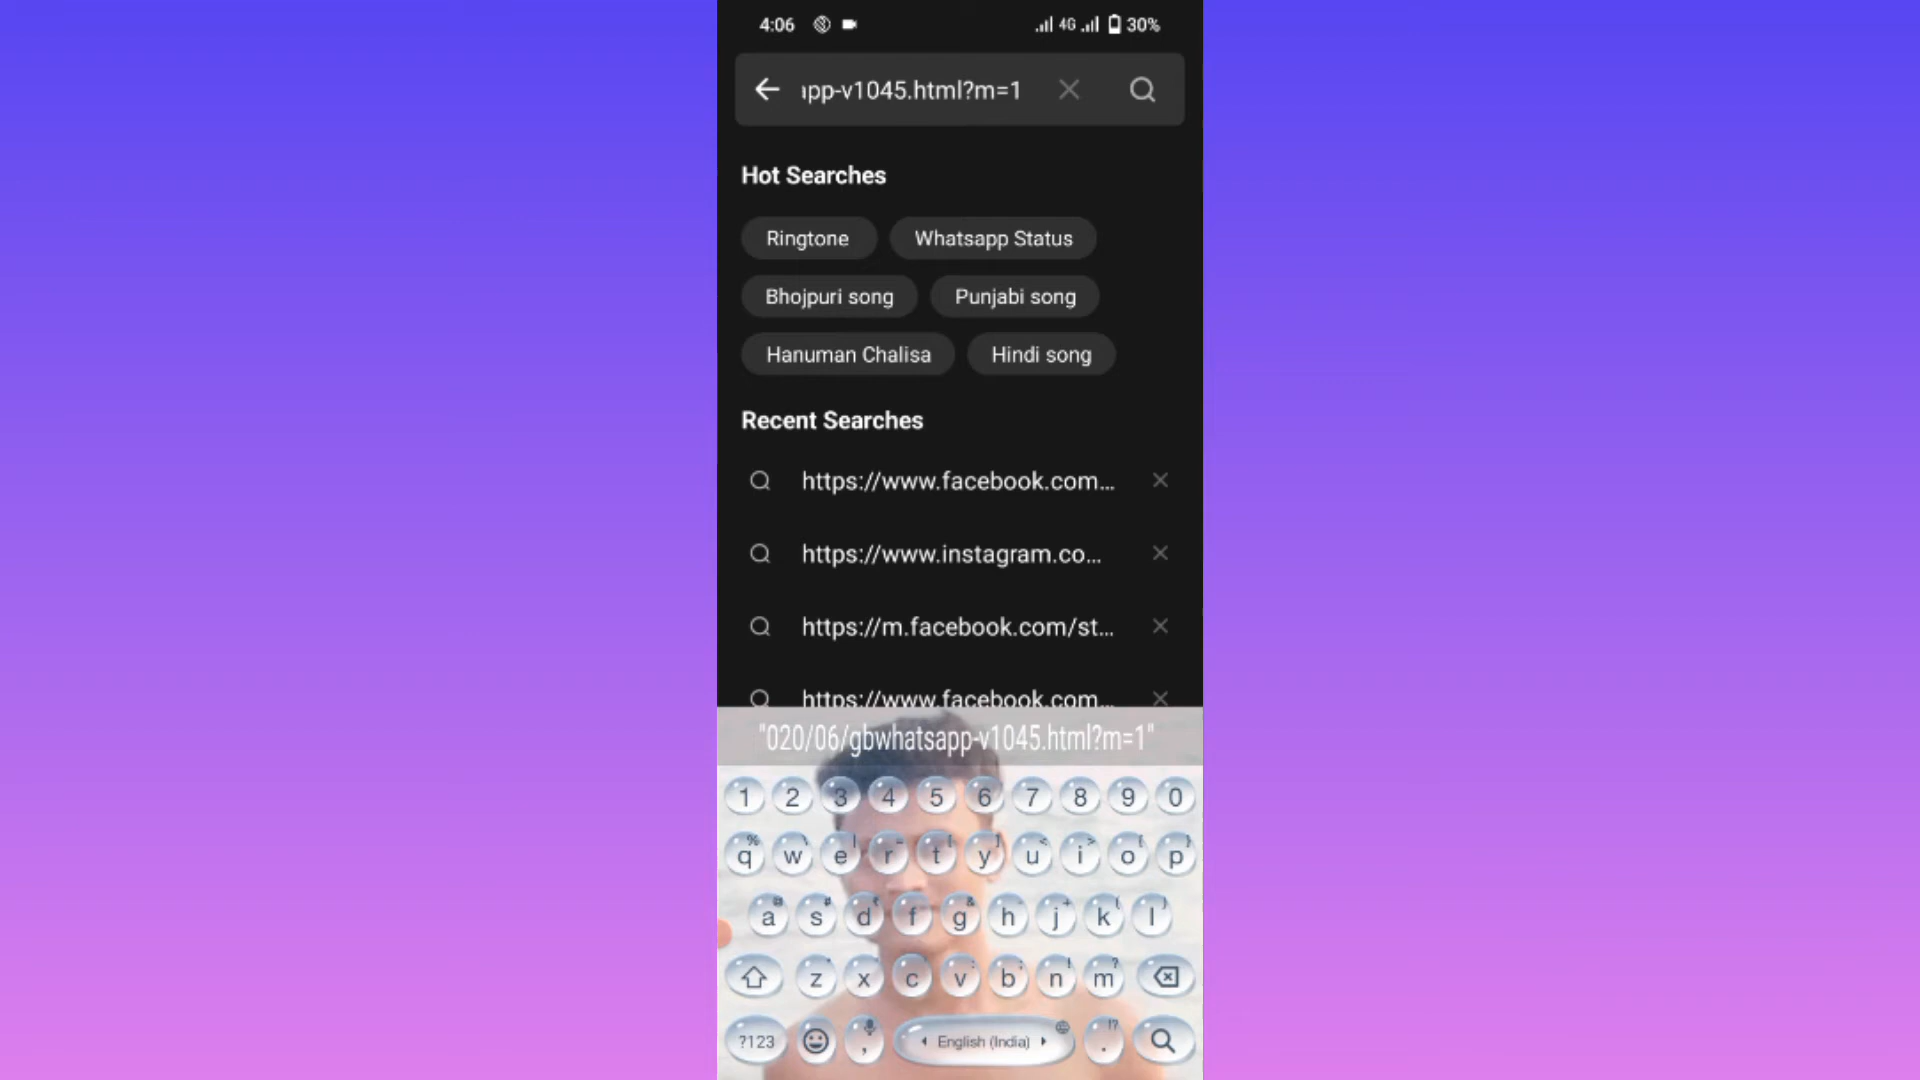 4:06 4G 30%
app-v1045.html?m=1
Hot Searches
Ringtone Whatsapp Status
Bhojpuri song Punjabi song
Hanuman Chalisa Hindi song
Recent Searches
https://www.facebook.com...
https://www.instagram.co...
https://m.facebook.com/st...
https://www.facebook.com...
"020/06/gbwhatsapp-v1045.html?m=1"
1 2 3 4 5 6 7 8 9 0
q w e r t y u i o p
a s d f g h j k l
z x c v b n m
?123 , English (India) .